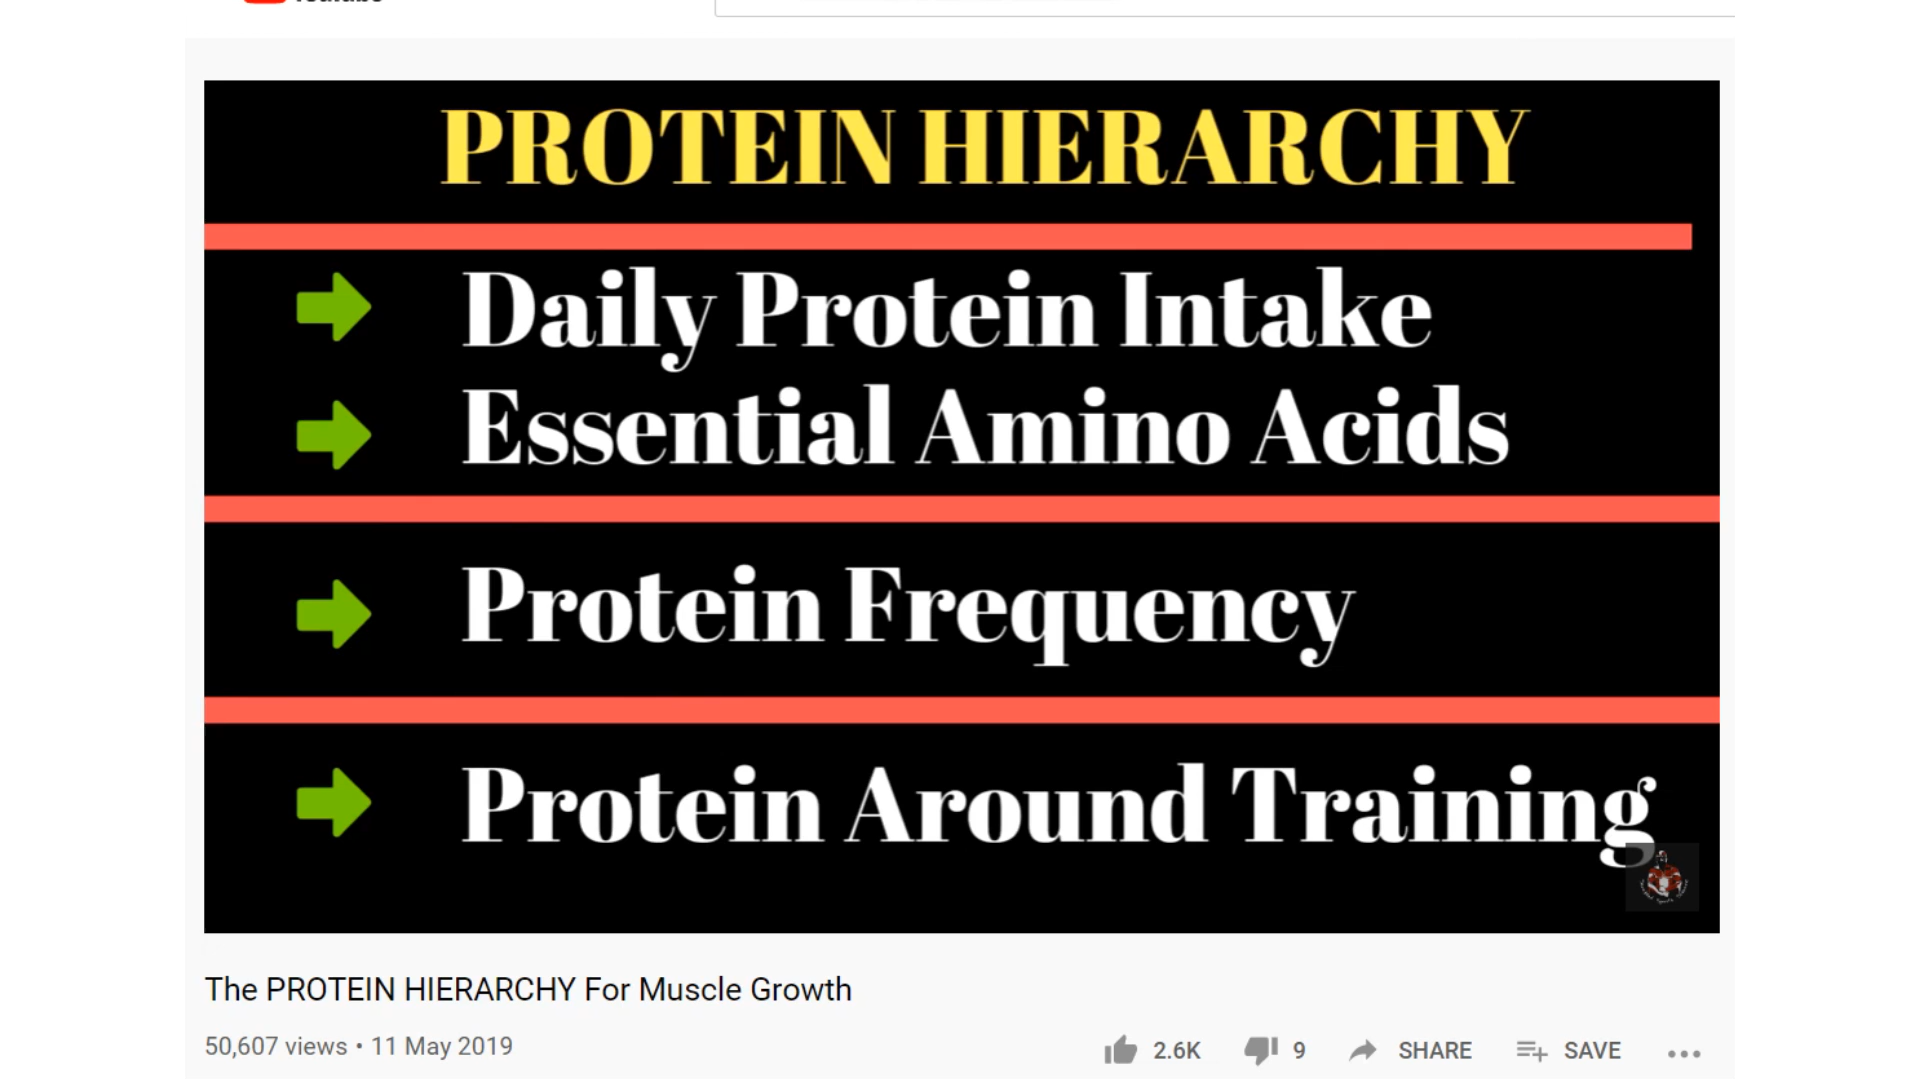 PROTEIN HIERARCHY
Daily Protein Intake
Essential Amino Acids
Protein Frequency
Protein Around Training
The PROTEIN HIERARCHY For Muscle Growth
50,607 views • 11 May 2019
2.6K 9 SHARE SAVE